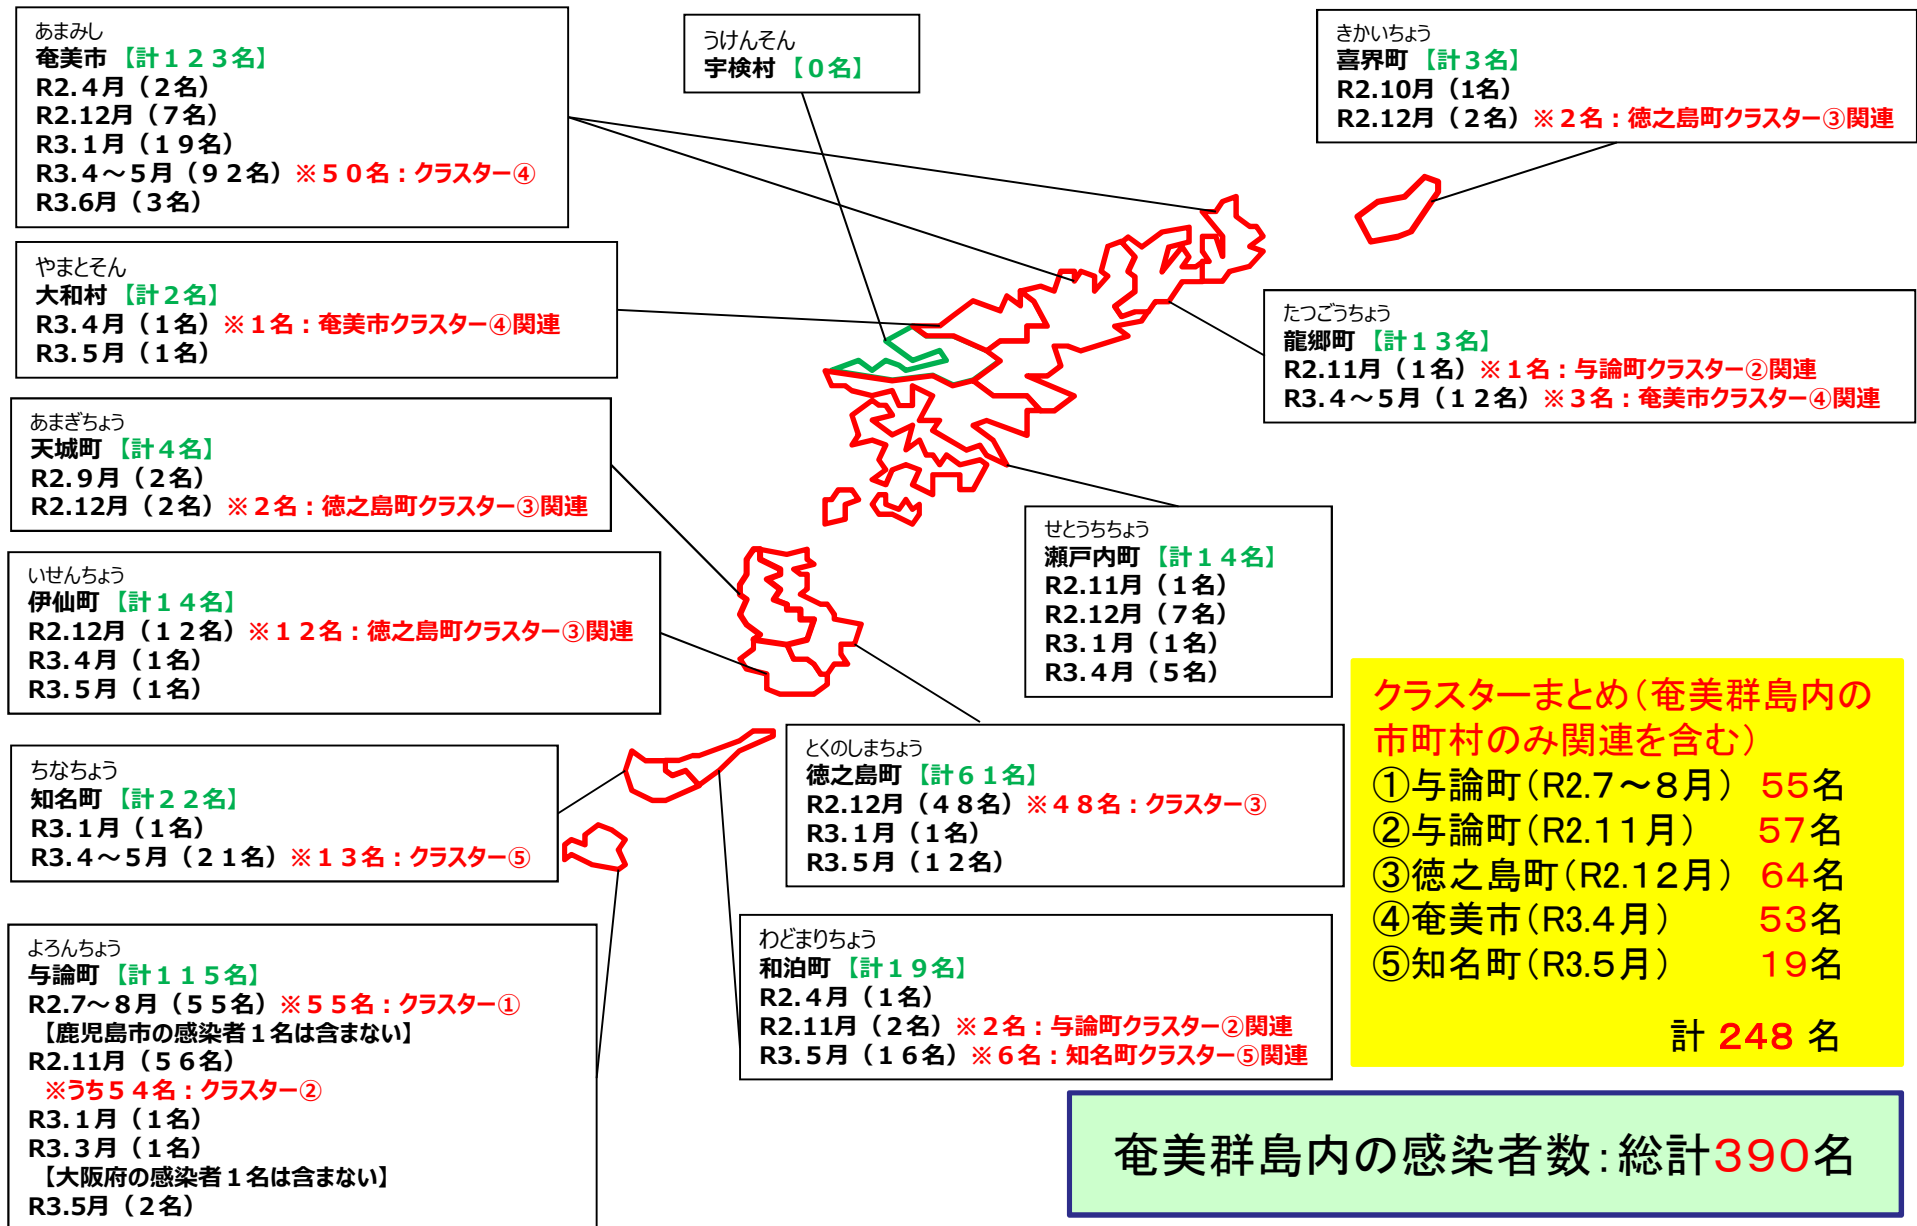 あまみし
奄美市 【計１２３名】
R2.４月（２名）
R2.12月（７名）
R3.１月（１９名）
R3.４～５月（９２名）※５０名：クラスター④
R3.6月（３名）
うけんそん
宇検村 【０名】
きかいちょう
喜界町 【計３名】
R2.10月（1名）
R2.12月（２名）※２名：徳之島町クラスター③関連
やまとそん
大和村 【計２名】
R3.４月（１名）※１名：奄美市クラスター④関連
R3.５月（１名）
たつごうちょう
龍郷町 【計１３名】
R2.11月（１名）※１名：与論町クラスター②関連
R3.４～５月（１２名）※３名：奄美市クラスター④関連
あまぎちょう
天城町 【計４名】
R2.９月（２名）
R2.12月（２名）※２名：徳之島町クラスター③関連
せとうちちょう
瀬戸内町 【計１４名】
R2.11月（１名）
R2.12月（７名）
R3.１月（１名）
R3.４月（５名）
いせんちょう
伊仙町 【計１４名】
R2.12月（１２名）※１２名：徳之島町クラスター③関連
R3.４月（１名）
R3.５月（１名）
とくのしまちょう
徳之島町 【計６１名】
R2.12月（４８名）※４８名：クラスター③
R3.１月（１名）
R3.５月（１２名）
ちなちょう
知名町 【計２２名】
R3.１月（１名）
R3.４～５月（２１名）※１３名：クラスター⑤
わどまりちょう
和泊町 【計１９名】
R2.４月（１名）
R2.11月（２名）※２名：与論町クラスター②関連
R3.５月（１６名）※６名：知名町クラスター⑤関連
よろんちょう
与論町 【計１１５名】
R2.７～８月（５５名）※５５名：クラスター①
【鹿児島市の感染者１名は含まない】
R2.11月（５６名）
※うち５４名：クラスター②
R3.１月（１名）
R3.３月（１名）
【大阪府の感染者１名は含まない】
R3.5月（２名）
クラスターまとめ（奄美群島内の
市町村のみ関連を含む）
①与論町（R2.７～８月） ５５名
②与論町（R2.１１月） ５７名
③徳之島町（R2.１２月） ６４名
④奄美市（R3.４月） ５３名
⑤知名町（R3.５月） １９名
計 248 名
奄美群島内の感染者数：総計３９０名